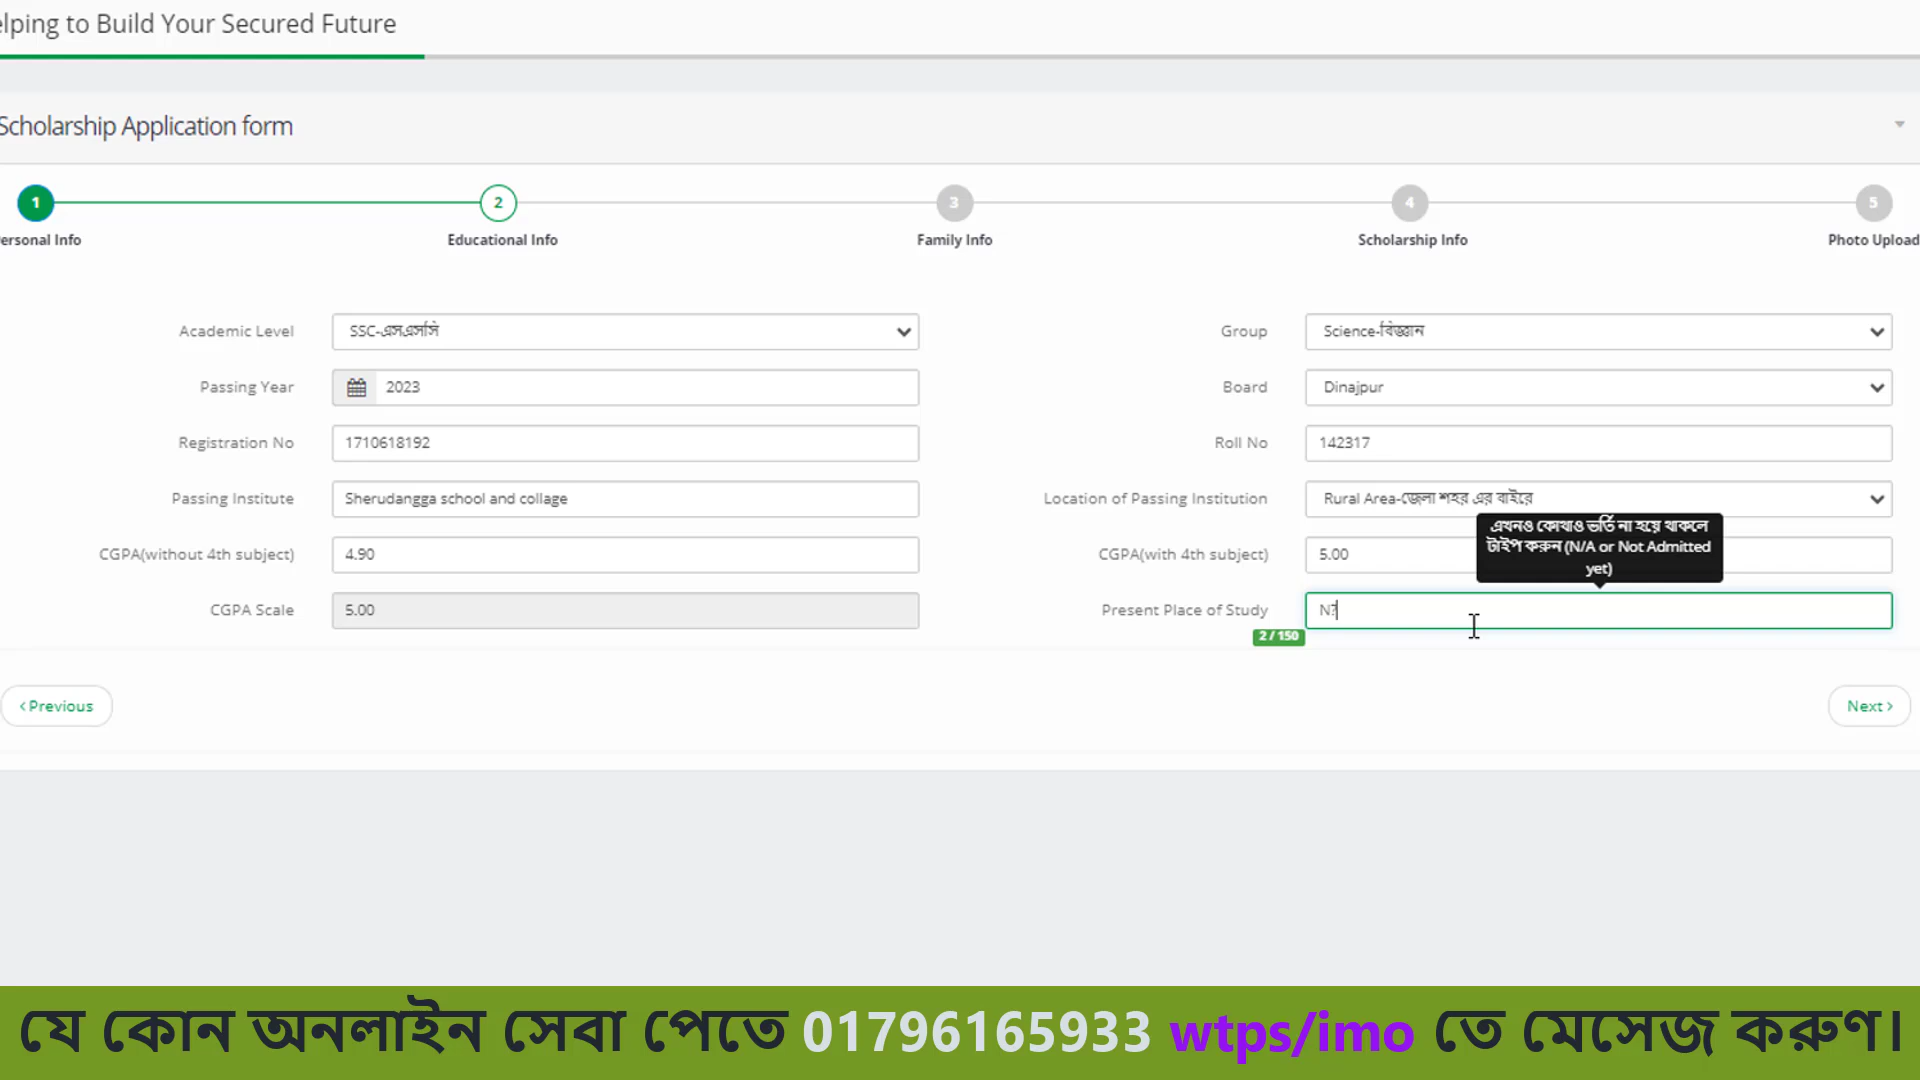 elping to Build Your Secured Future
Scholarship Application form
1
2
3
4
5
ersonal Info
Educational Info
Family Info
Scholarship Info
Photo Upload
Academic Level
SSC-এসএসসি
Group
Science-বিজ্ঞান
Passing Year
2023
Board
Dinajpur
Registration No
1710618192
Roll No
142317
Passing Institute
Sherudangga school and collage
Location of Passing Institution
Rural Area-জেলা শহর এর বাইরে
এখনও কোথাও ভর্তি না হয়ে থাকলে
টাইপ করুন (N/A or Not Admitted
yet)
CGPA(without 4th subject)
4.90
CGPA(with 4th subject)
5.00
CGPA Scale
5.00
Present Place of Study
N?
2 / 150
Previous
Next
যে কোন অনলাইন সেবা পেতে 01796165933 wtps/imo তে মেসেজ করুণ।